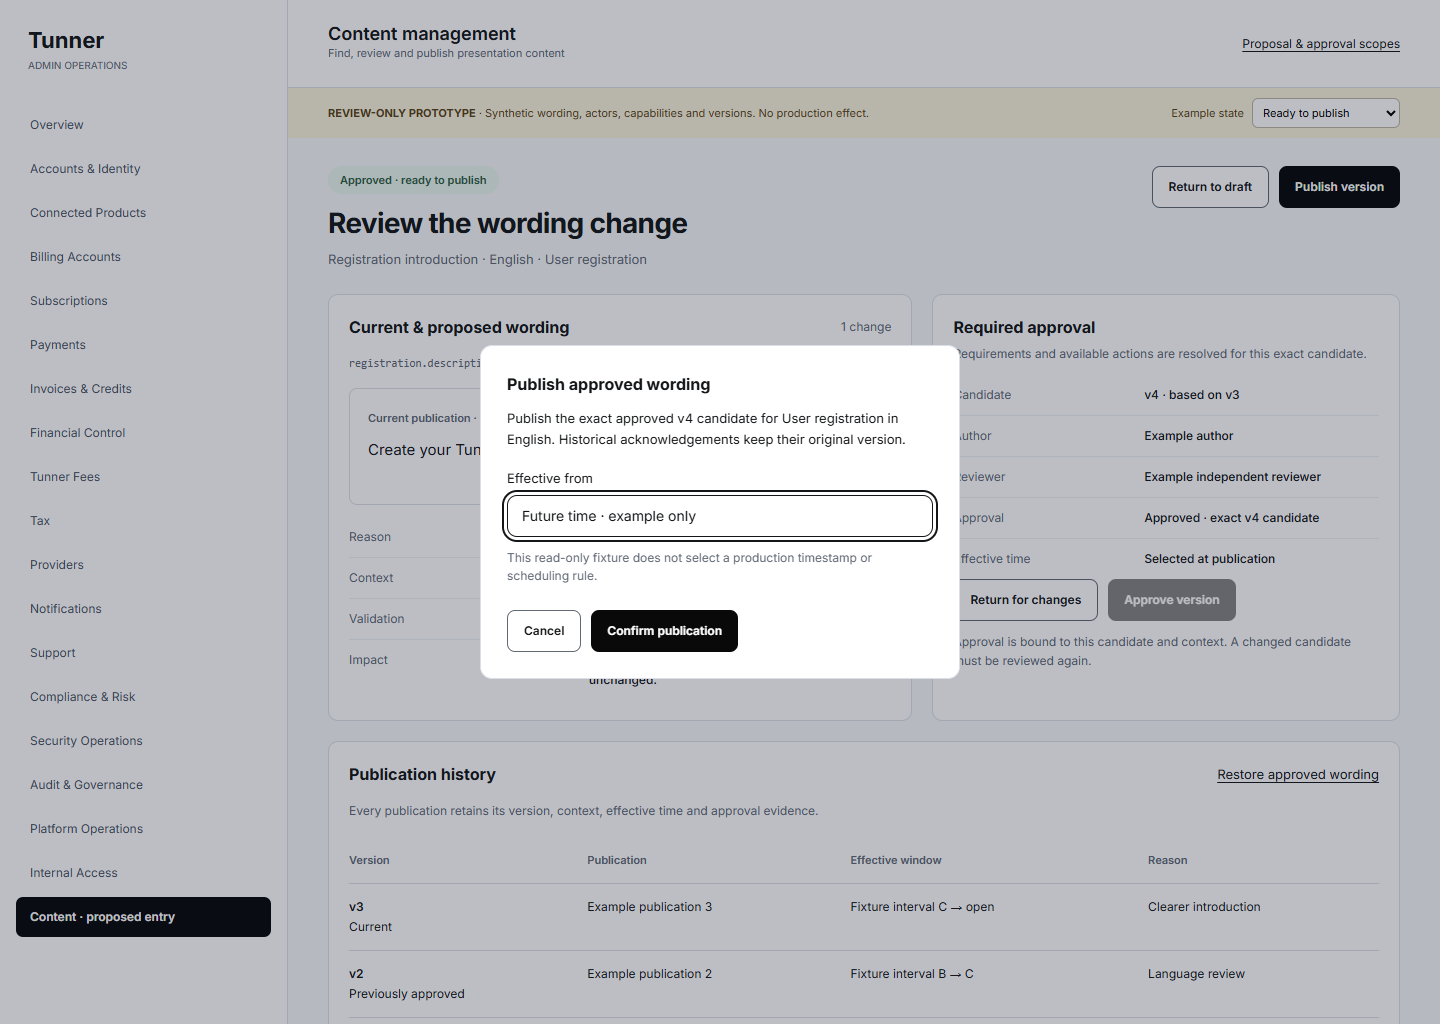 Tunner
ADMIN OPERATIONS
Overview
Accounts & Identity
Connected Products
Billing Accounts
Subscriptions
Payments
Invoices & Credits
Financial Control
Tunner Fees
Tax
Providers
Notifications
Support
Compliance & Risk
Security Operations
Audit & Governance
Platform Operations
Internal Access
Content · proposed entry
Content management
Find, review and publish presentation content
Proposal & approval scopes
REVIEW-ONLY PROTOTYPE · Synthetic wording, actors, capabilities and versions. No production effect.
Example state
Ready to publish
Approved · ready to publish
Return to draft
Publish version
Review the wording change
Registration introduction · English · User registration
Current & proposed wording
1 change
Current publication ·
Create your
Reason
Context
Validation
Impact
unchanged.
Publish approved wording
Publish the exact approved v4 candidate for User registration in
English. Historical acknowledgements keep their original version.
Effective from
Future time · example only
This read-only fixture does not select a production timestamp or
scheduling rule.
Cancel
Confirm publication
Required approval
Requirements and available actions are resolved for this exact candidate.
Candidate
v4 · based on v3
Author
Example author
Reviewer
Example independent reviewer
Approval
Approved · exact v4 candidate
Effective time
Selected at publication
Return for changes
Approve version
Approval is bound to this candidate and context. A changed candidate
must be reviewed again.
Publication history
Restore approved wording
Every publication retains its version, context, effective time and approval evidence.
Version
Publication
Effective window
Reason
v3
Current
Example publication 3
Fixture interval C → open
Clearer introduction
v2
Previously approved
Example publication 2
Fixture interval B → C
Language review